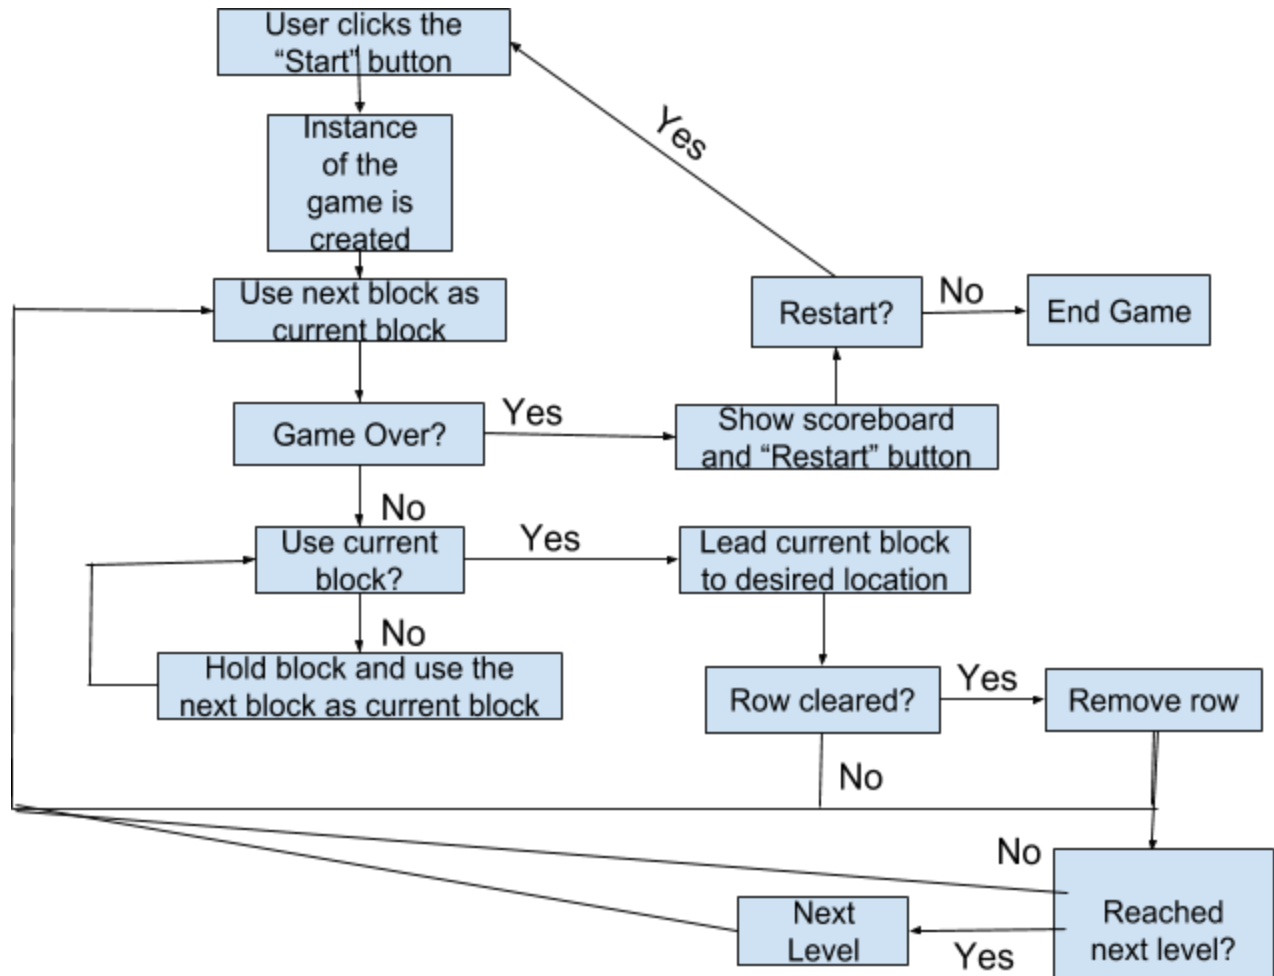 User clicks the
“Start” button
Yes
Instance
of the
game is
created
Use next block as
current block
Restart?
No
End Game
Game Over?
Yes
Show scoreboard
and “Restart” button
No
Use current
block?
Yes
Lead current block
to desired location
No
Hold block and use the
next block as current block
Row cleared?
Yes
Remove row
No
No
Next
Level
Yes
Reached
next level?